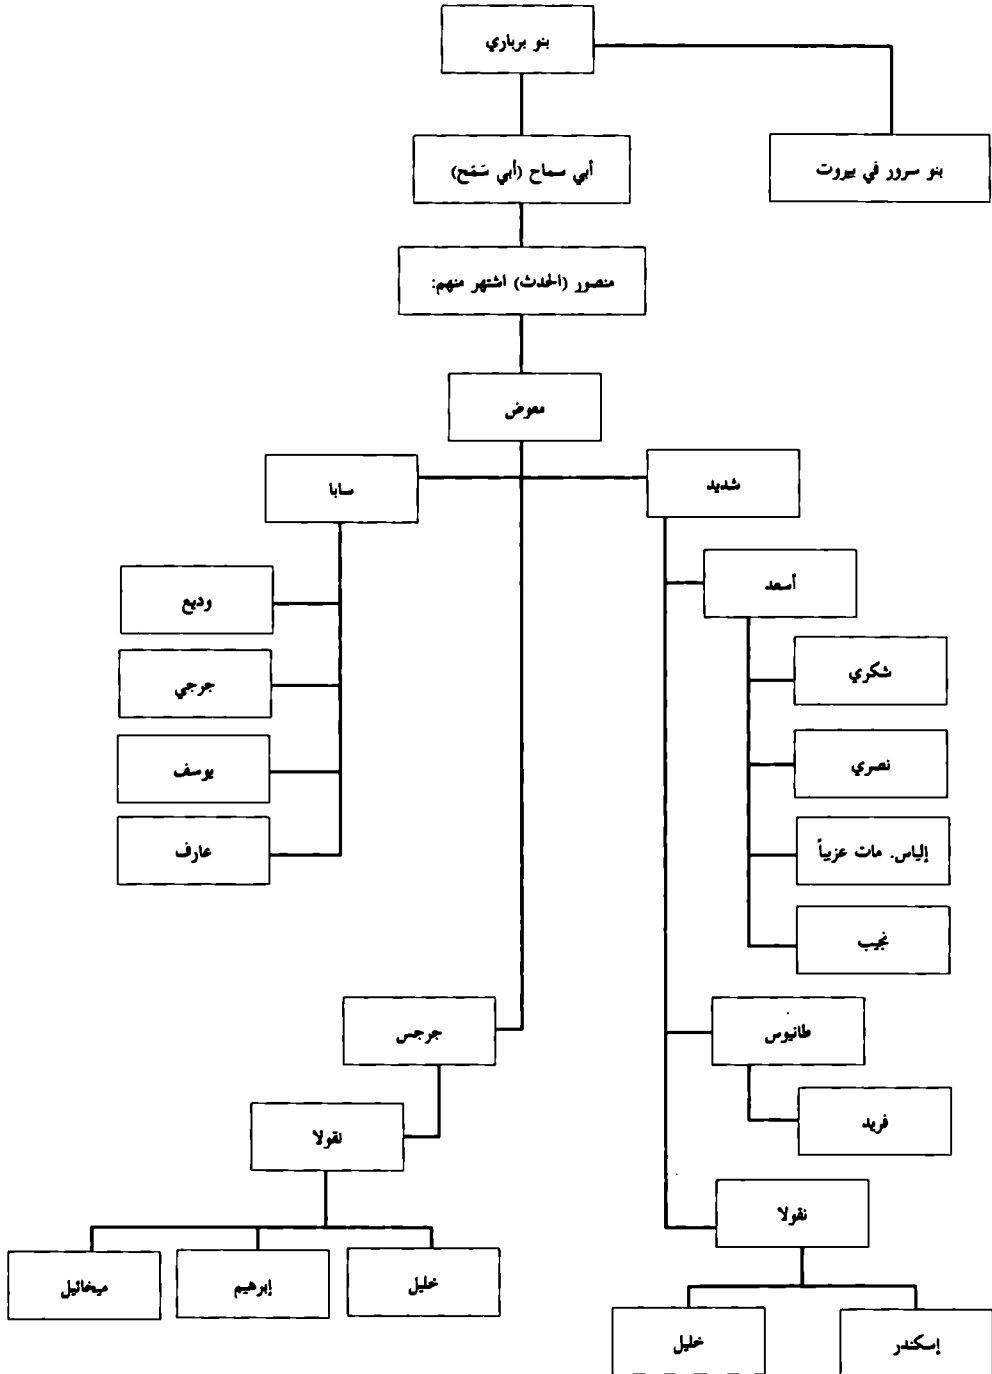 بنو برباري
بنو سرور في بيروت
أبي سماح (أبي سَمَح)
منصور (الحدث) اشتهر منهم:
معوض
شديد
سابا
أسعد
وديع
شكري
جرجي
نصري
يوسف
إلياس. مات عزيباً
عارف
نجيب
جرجس
طانيوس
فريد
نقولا
نقولا
خليل
إبرهيم
ميخائيل
إسكندر
خليل